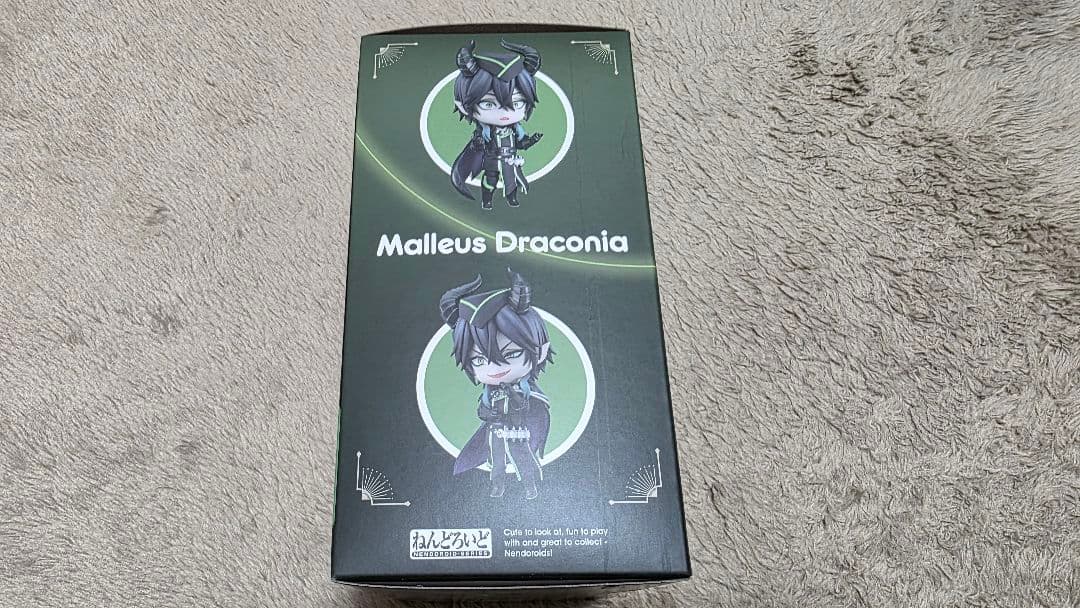 Malleus Draconia
ねんどろいど
NENDOROID-SERIES
Cute to look at, fun to play
with and great to collect -
Nendoroids!